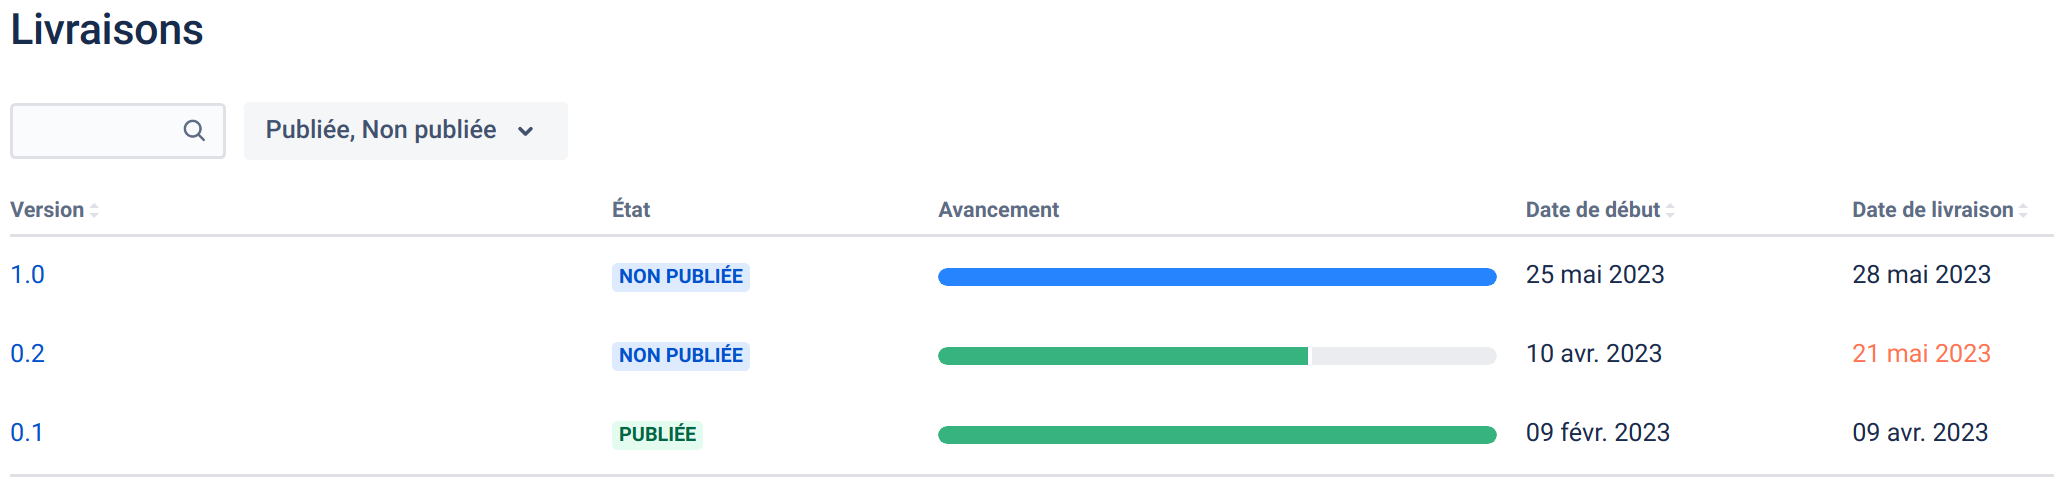 Livraisons
Publiée, Non publiée
Version État Avancement Date de début Date de livraison
1.0 NON PUBLIÉE 25 mai 2023 28 mai 2023
0.2 NON PUBLIÉE 10 avr. 2023 21 mai 2023
0.1 PUBLIÉE 09 févr. 2023 09 avr. 2023